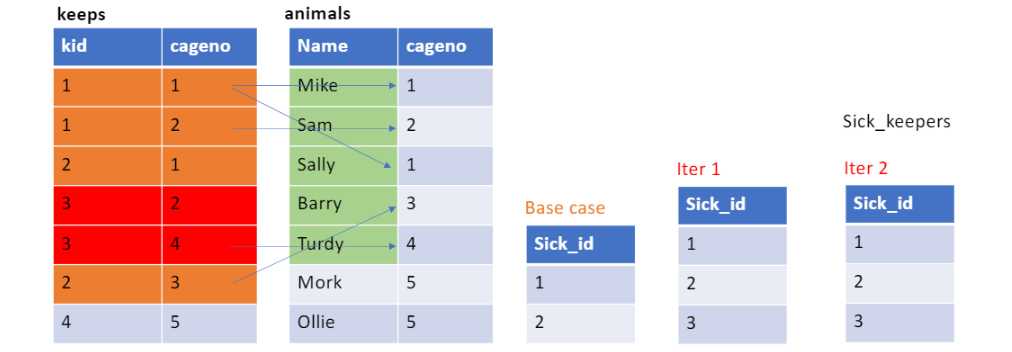 keeps
kid cageno
1 1
1 2
2 1
3 2
3 4
2 3
4 5
animals
Name cageno
Mike 1
Sam 2
Sally 1
Barry 3
Turdy 4
Mork 5
Ollie 5
Base case
Sick_id
1
2
Iter 1
Sick_id
1
2
3
Sick_keepers
Iter 2
Sick_id
1
2
3